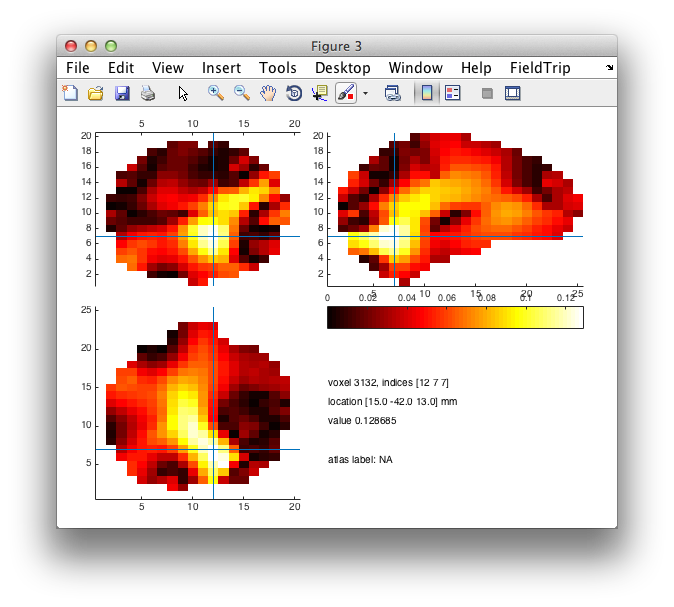 Figure 3
File Edit View Insert Tools Desktop Window Help FieldTrip
5 10 15 20
20
18
16
14
12
10
8
6
4
2
20
18
16
14
12
10
8
6
4
2
5 10 15 20 25
0 0.02 0.04 0.06 0.08 0.1 0.12
25
20
15
10
5
5 10 15 20
voxel 3132, indices [12 7 7]
location [15.0 -42.0 13.0] mm
value 0.128685
atlas label: NA